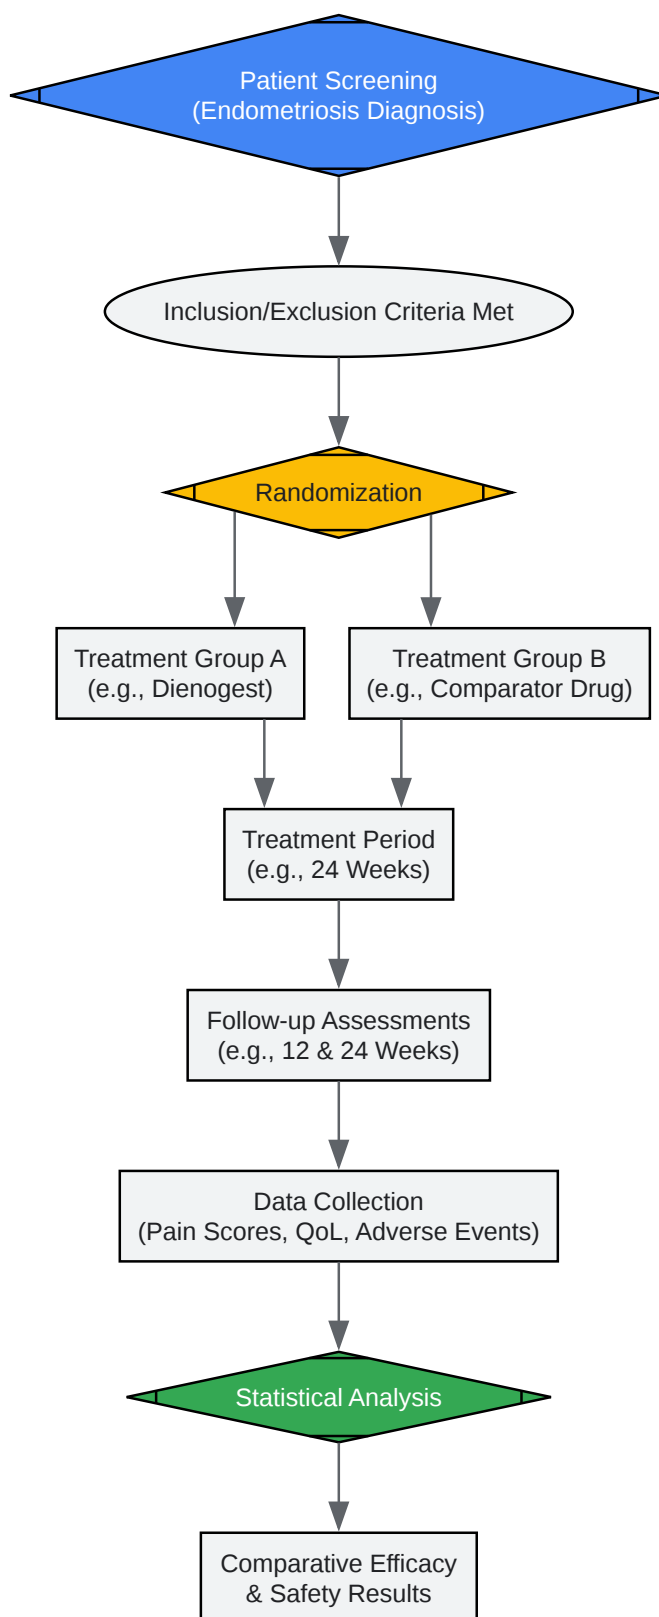 Patient Screening
(Endometriosis Diagnosis)
Inclusion/Exclusion Criteria Met
Randomization
Treatment Group A
(e.g., Dienogest)
Treatment Group B
(e.g., Comparator Drug)
Treatment Period
(e.g., 24 Weeks)
Follow-up Assessments
(e.g., 12 & 24 Weeks)
Data Collection
(Pain Scores, QoL, Adverse Events)
Statistical Analysis
Comparative Efficacy
& Safety Results